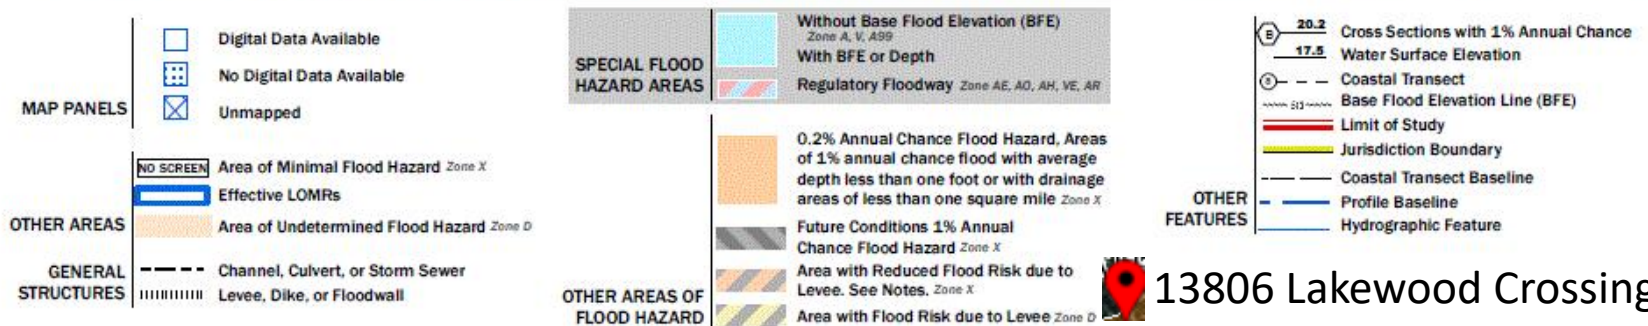 Digital Data Available
No Digital Data Available
MAP PANELS
Unmapped
NO SCREEN Area of Minimal Flood Hazard Zone X
Effective LOMRs
OTHER AREAS
Area of Undetermined Flood Hazard Zone D
GENERAL
STRUCTURES
Channel, Culvert, or Storm Sewer
Levee, Dike, or Floodwall
SPECIAL FLOOD
HAZARD AREAS
Without Base Flood Elevation (BFE)
Zone A, V, A99
With BFE or Depth
Regulatory Floodway Zone AE, AO, AH, VE, AR
0.2% Annual Chance Flood Hazard, Areas
of 1% annual chance flood with average
depth less than one foot or with drainage
areas of less than one square mile Zone X
Future Conditions 1% Annual
Chance Flood Hazard Zone X
Area with Reduced Flood Risk due to
Levee. See Notes. Zone X
OTHER AREAS OF
FLOOD HAZARD
Area with Flood Risk due to Levee Zone D
B 20.2 Cross Sections with 1% Annual Chance
17.5 Water Surface Elevation
8 Coastal Transect
513 Base Flood Elevation Line (BFE)
Limit of Study
Jurisdiction Boundary
Coastal Transect Baseline
OTHER
FEATURES
Profile Baseline
Hydrographic Feature
13806 Lakewood Crossing